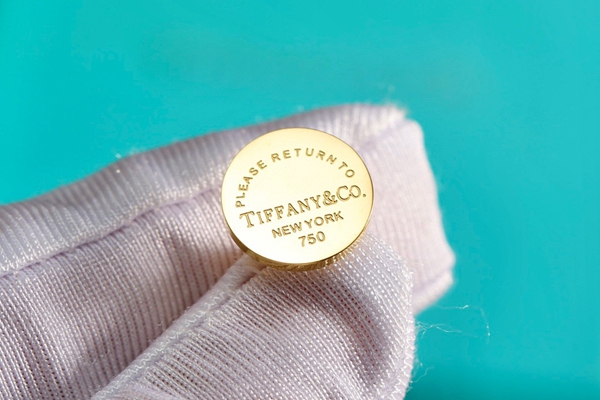 PLEASE RETURN TO
TIFFANY & CO.
NEW YORK
750